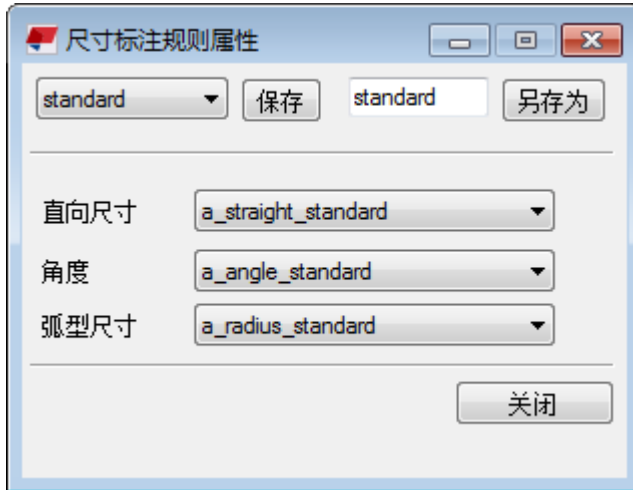 尺寸标注规则属性
standard 保存 standard 另存为
直向尺寸 a_straight_standard
角度 a_angle_standard
弧型尺寸 a_radius_standard
关闭